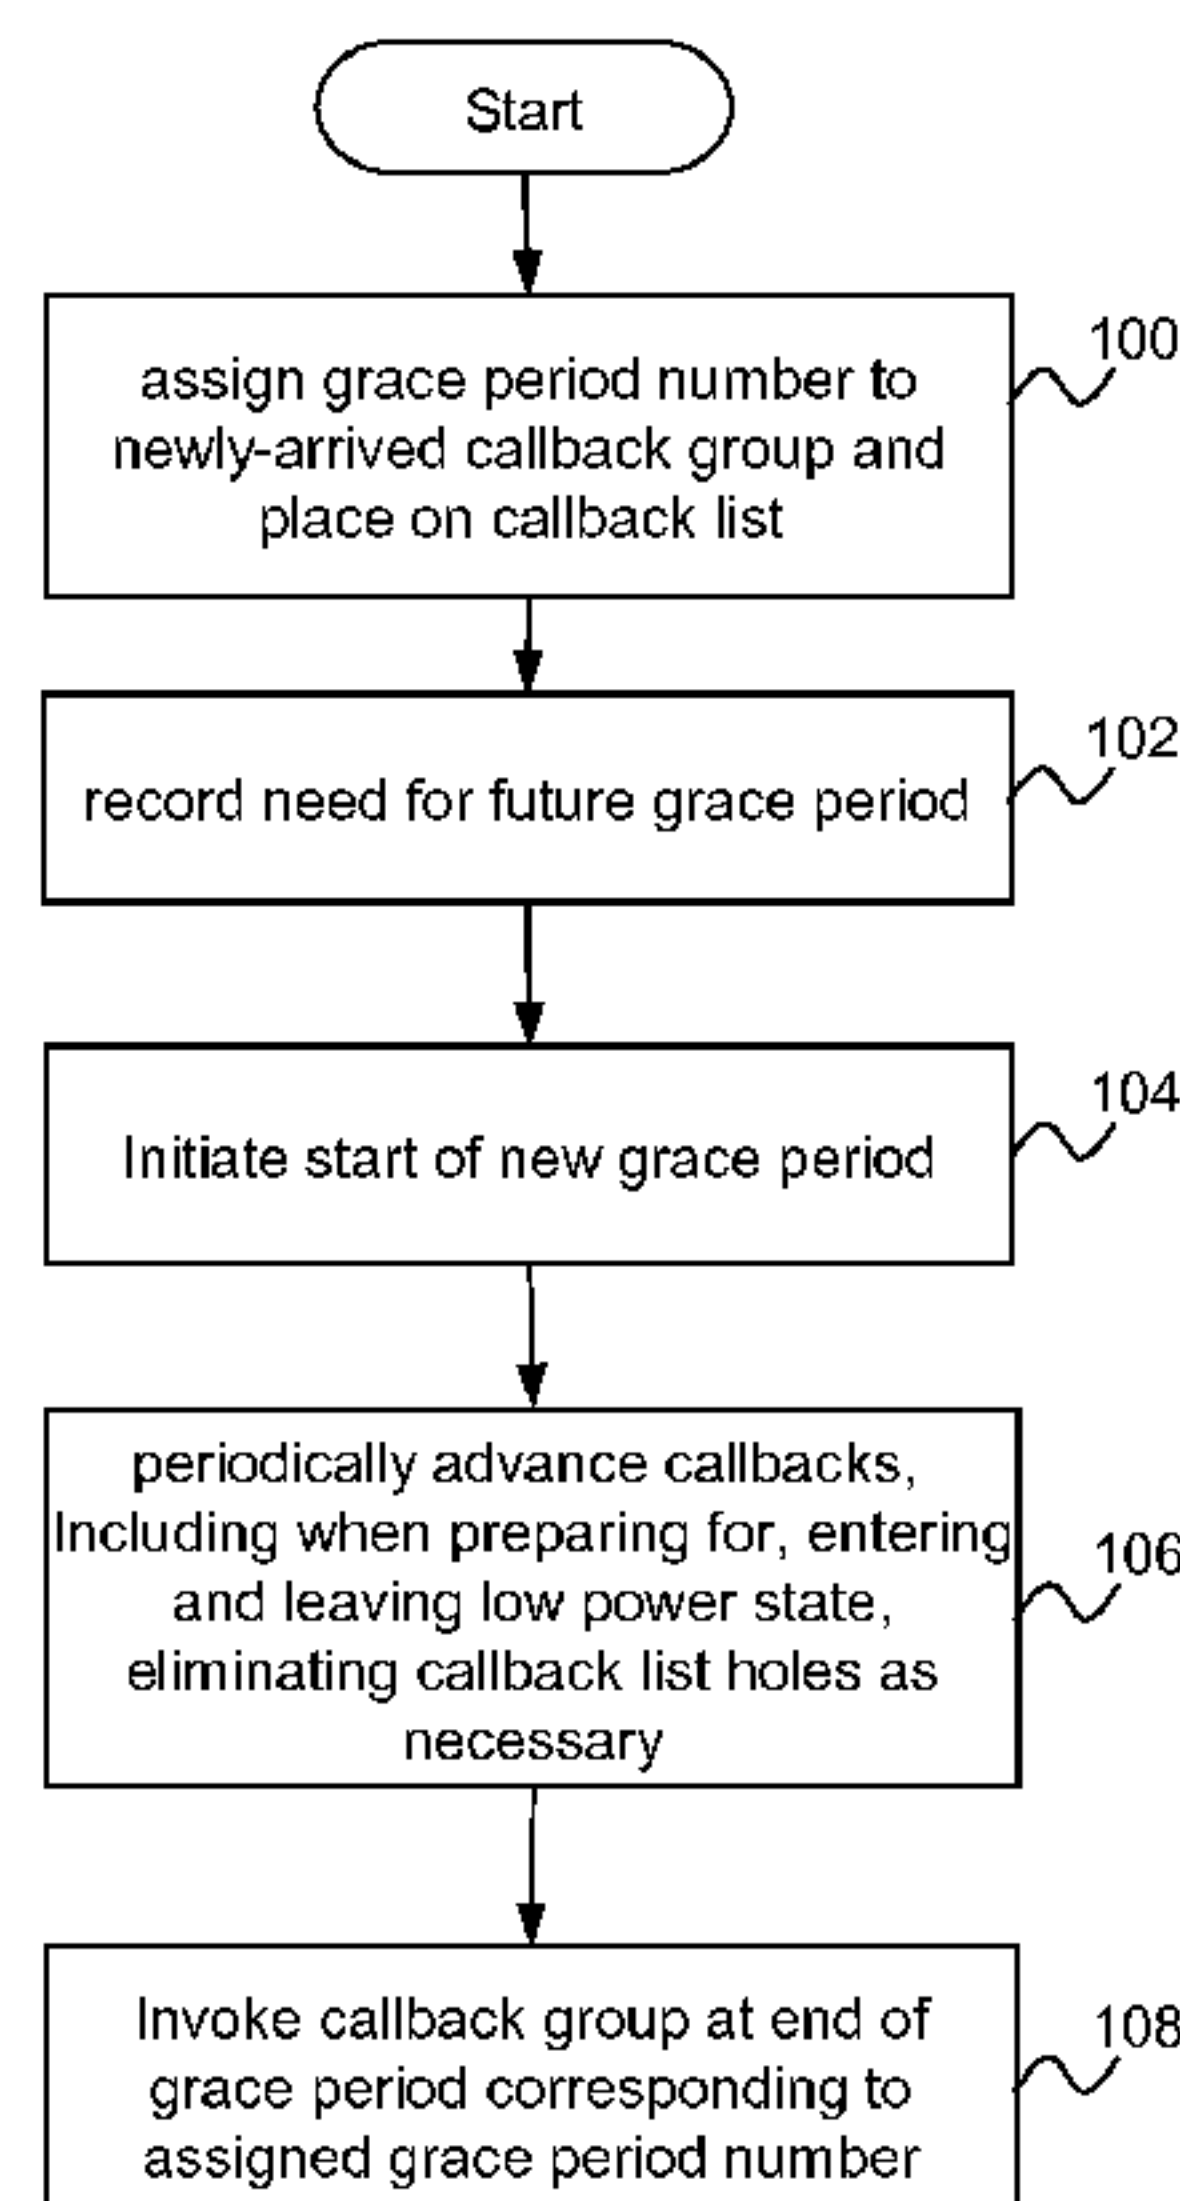 Start
100
assign grace period number to
newly-arrived callback group and
place on callback list
102
record need for future grace period
104
Initiate start of new grace period
106
periodically advance callbacks,
Including when preparing for, entering
and leaving low power state,
eliminating callback list holes as
necessary
108
Invoke callback group at end of
grace period corresponding to
assigned grace period number